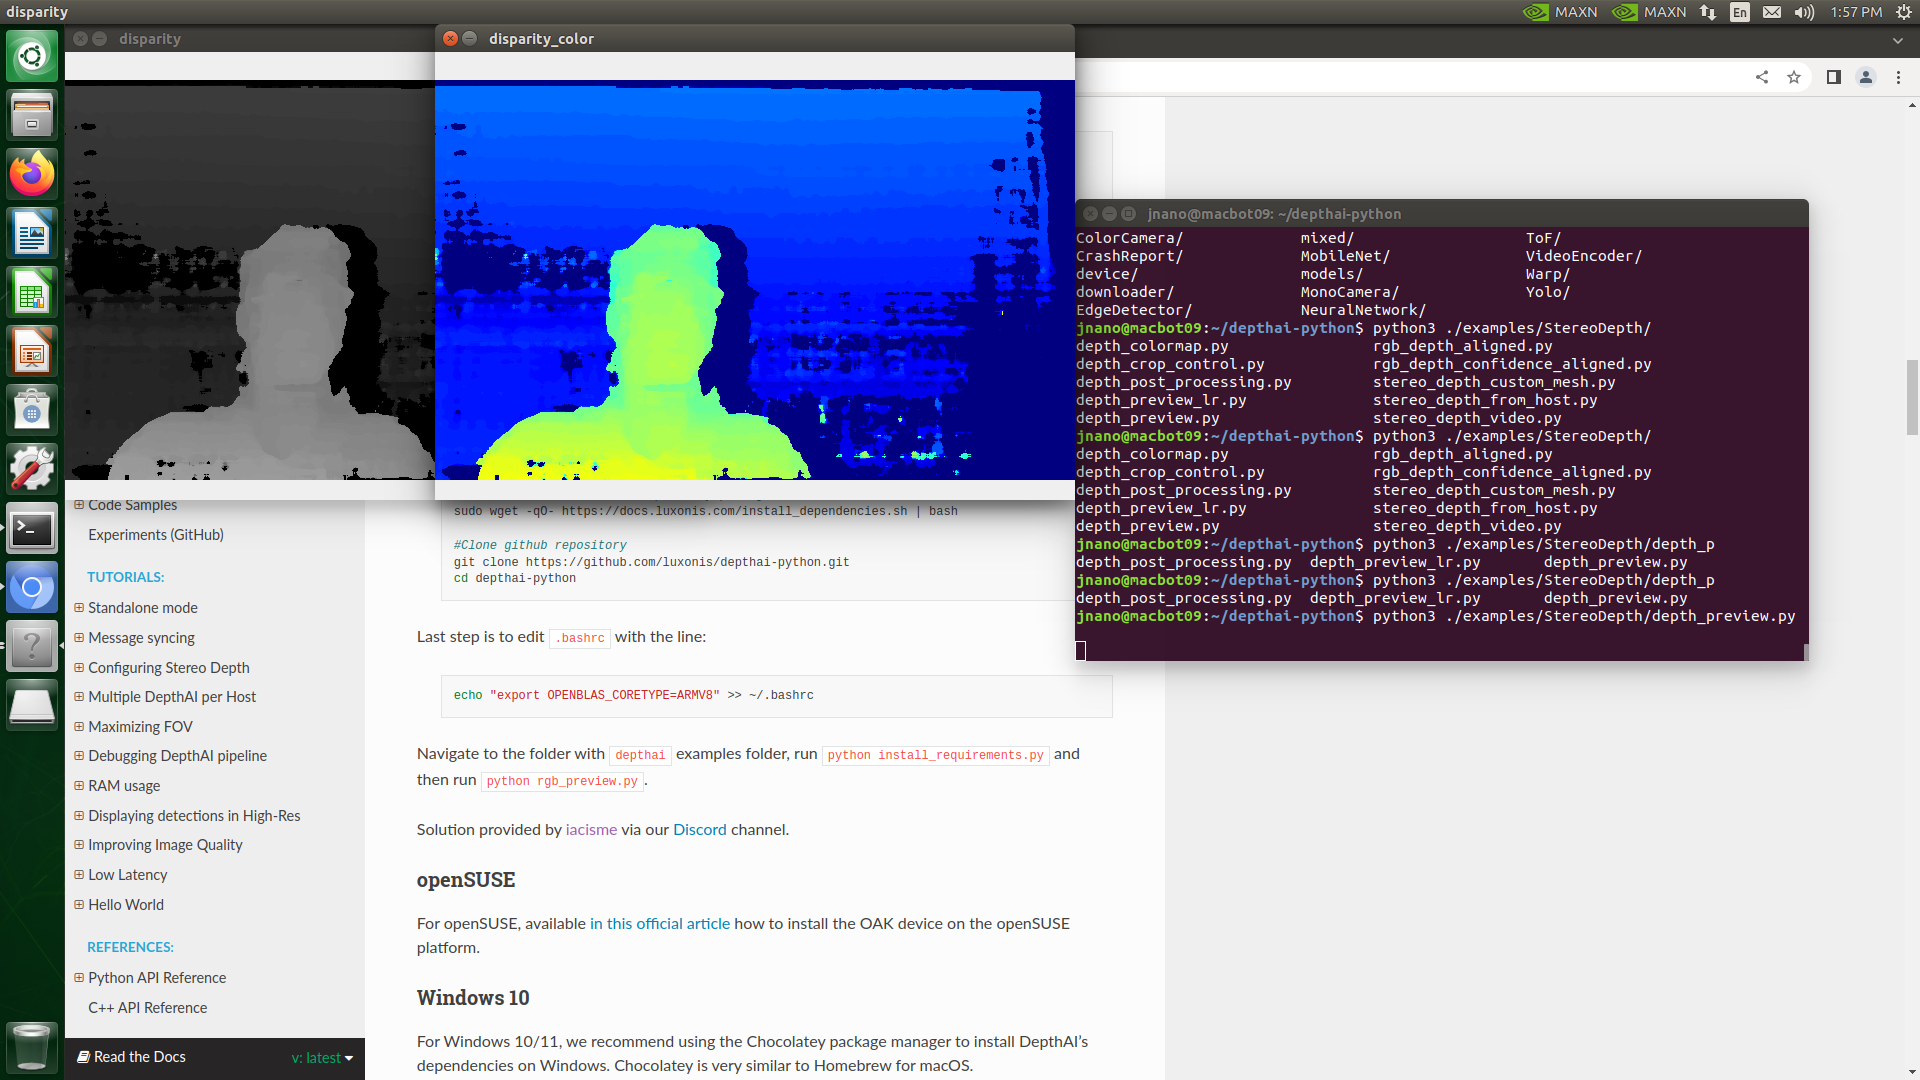 disparity
MAXN
MAXN
En
1:57 PM
disparity
disparity_color
Code Samples
Experiments (GitHub)
TUTORIALS:
Standalone mode
Message syncing
Configuring Stereo Depth
Multiple DepthAI per Host
Maximizing FOV
Debugging DepthAI pipeline
RAM usage
Displaying detections in High-Res
Improving Image Quality
Low Latency
Hello World
REFERENCES:
Python API Reference
C++ API Reference
Read the Docs
v: latest
sudo wget -qO- https://docs.luxonis.com/install_dependencies.sh | bash
#Clone github repository
git clone https://github.com/luxonis/depthai-python.git
cd depthai-python
Last step is to edit .bashrc with the line:
echo "export OPENBLAS_CORETYPE=ARMV8" >> ~/.bashrc
Navigate to the folder with depthai examples folder, run python install_requirements.py and
then run python rgb_preview.py.
Solution provided by iacisme via our Discord channel.
openSUSE
For openSUSE, available in this official article how to install the OAK device on the openSUSE
platform.
Windows 10
For Windows 10/11, we recommend using the Chocolatey package manager to install DepthAI's
dependencies on Windows. Chocolatey is very similar to Homebrew for macOS.
jnano@macbot09: ~/depthai-python
ColorCamera/ mixed/ ToF/
CrashReport/ MobileNet/ VideoEncoder/
device/ models/ Warp/
downloader/ MonoCamera/ Yolo/
EdgeDetector/ NeuralNetwork/
jnano@macbot09:~/depthai-python$ python3 ./examples/StereoDepth/
depth_colormap.py rgb_depth_aligned.py
depth_crop_control.py rgb_depth_confidence_aligned.py
depth_post_processing.py stereo_depth_custom_mesh.py
depth_preview_lr.py stereo_depth_from_host.py
depth_preview.py stereo_depth_video.py
jnano@macbot09:~/depthai-python$ python3 ./examples/StereoDepth/
depth_colormap.py rgb_depth_aligned.py
depth_crop_control.py rgb_depth_confidence_aligned.py
depth_post_processing.py stereo_depth_custom_mesh.py
depth_preview_lr.py stereo_depth_from_host.py
depth_preview.py stereo_depth_video.py
jnano@macbot09:~/depthai-python$ python3 ./examples/StereoDepth/depth_p
depth_post_processing.py depth_preview_lr.py depth_preview.py
jnano@macbot09:~/depthai-python$ python3 ./examples/StereoDepth/depth_p
depth_post_processing.py depth_preview_lr.py depth_preview.py
jnano@macbot09:~/depthai-python$ python3 ./examples/StereoDepth/depth_preview.py